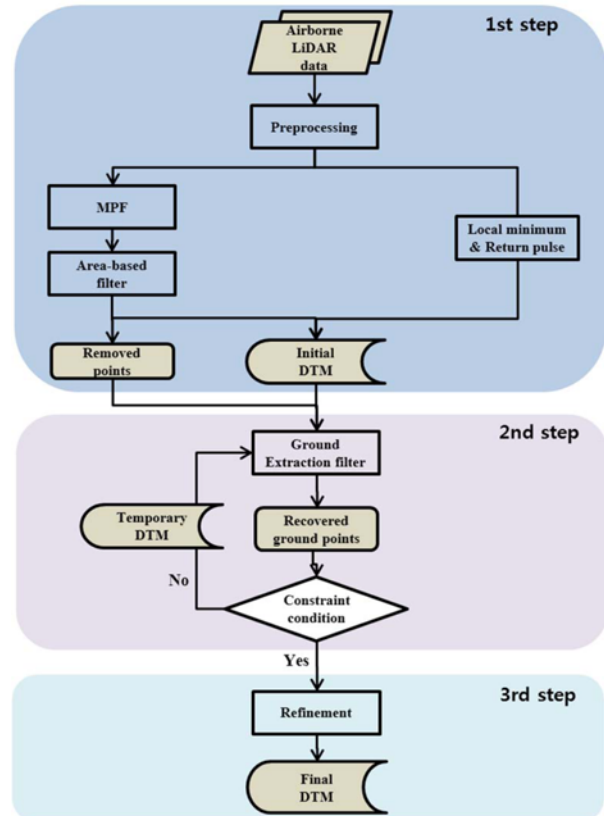 1st step
Airborne
LiDAR
data
Preprocessing
MPF
Local minimum
& Return pulse
Area-based
filter
Removed
points
Initial
DTM
2nd step
Ground
Extraction filter
Temporary
DTM
Recovered
ground points
No
Constraint
condition
Yes
3rd step
Refinement
Final
DTM